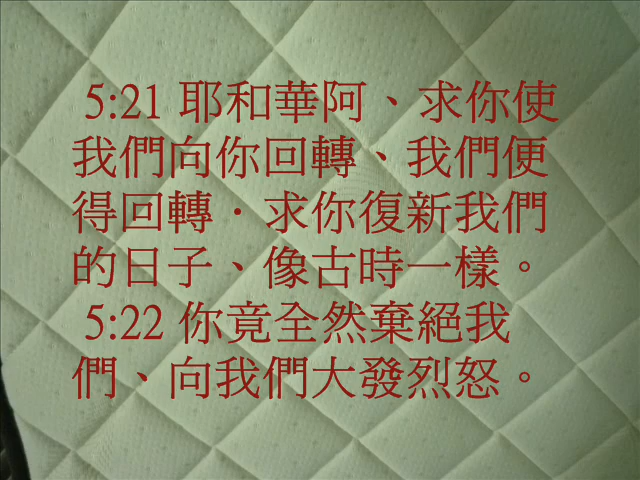 5:21 耶和華阿、求你使
我們向你回轉、我們便
得回轉．求你復新我們
的日子、像古時一樣。
5:22 你竟全然棄絕我
們、向我們大發烈怒。